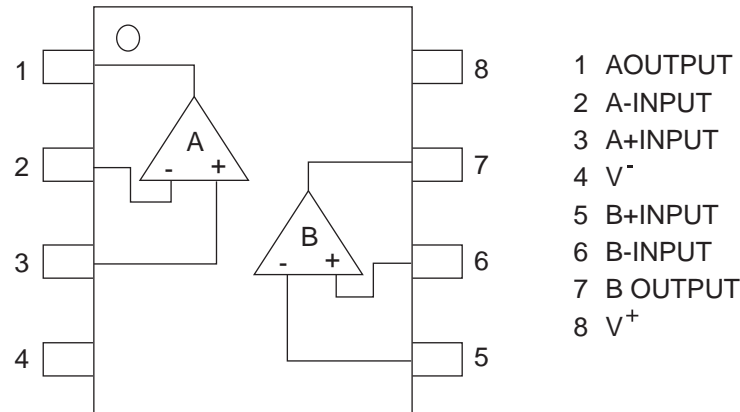 1
2
3
4
8
7
6
5
A
- +
B
- +
1 AOUTPUT
2 A-INPUT
3 A+INPUT
4 V-
5 B+INPUT
6 B-INPUT
7 B OUTPUT
8 V+